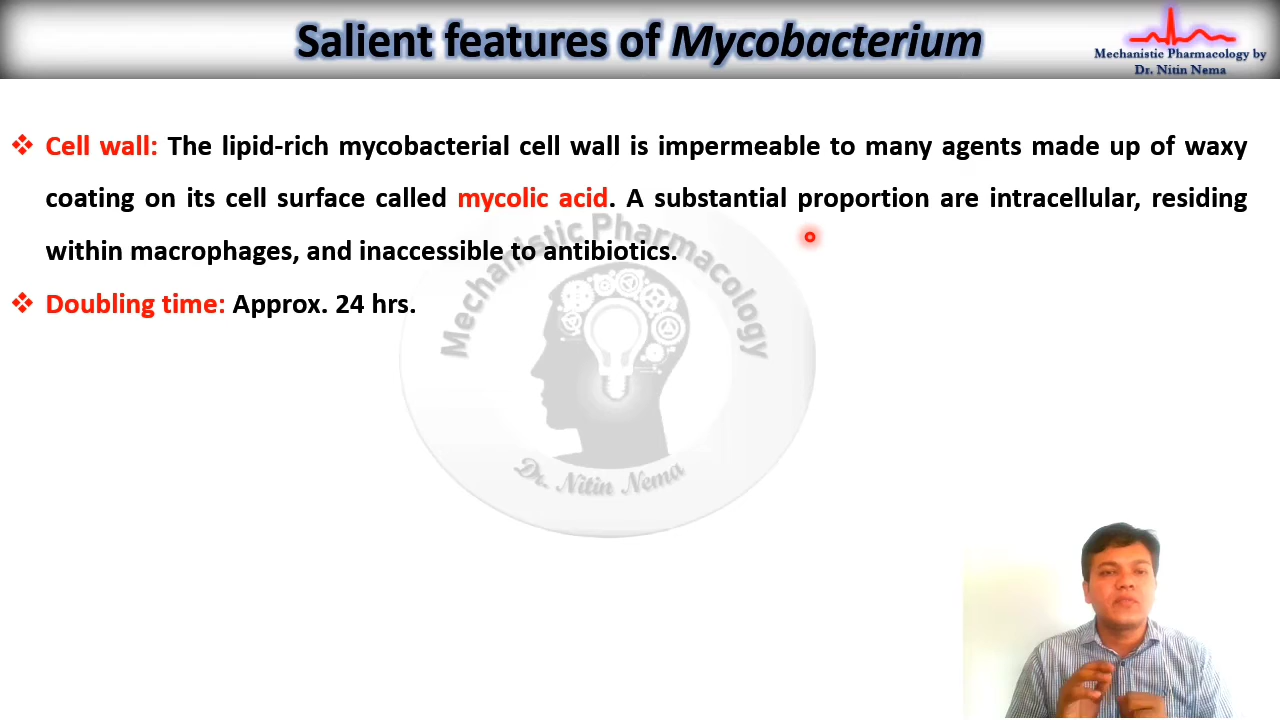 Salient features of Mycobacterium
Mechanistic Pharmacology by
Dr. Nitin Nema
❖ Cell wall: The lipid-rich mycobacterial cell wall is impermeable to many agents made up of waxy
coating on its cell surface called mycolic acid. A substantial proportion are intracellular, residing
within macrophages, and inaccessible to antibiotics.
❖ Doubling time: Approx. 24 hrs.
Mechanistic Pharmacology
Dr. Nitin Nema